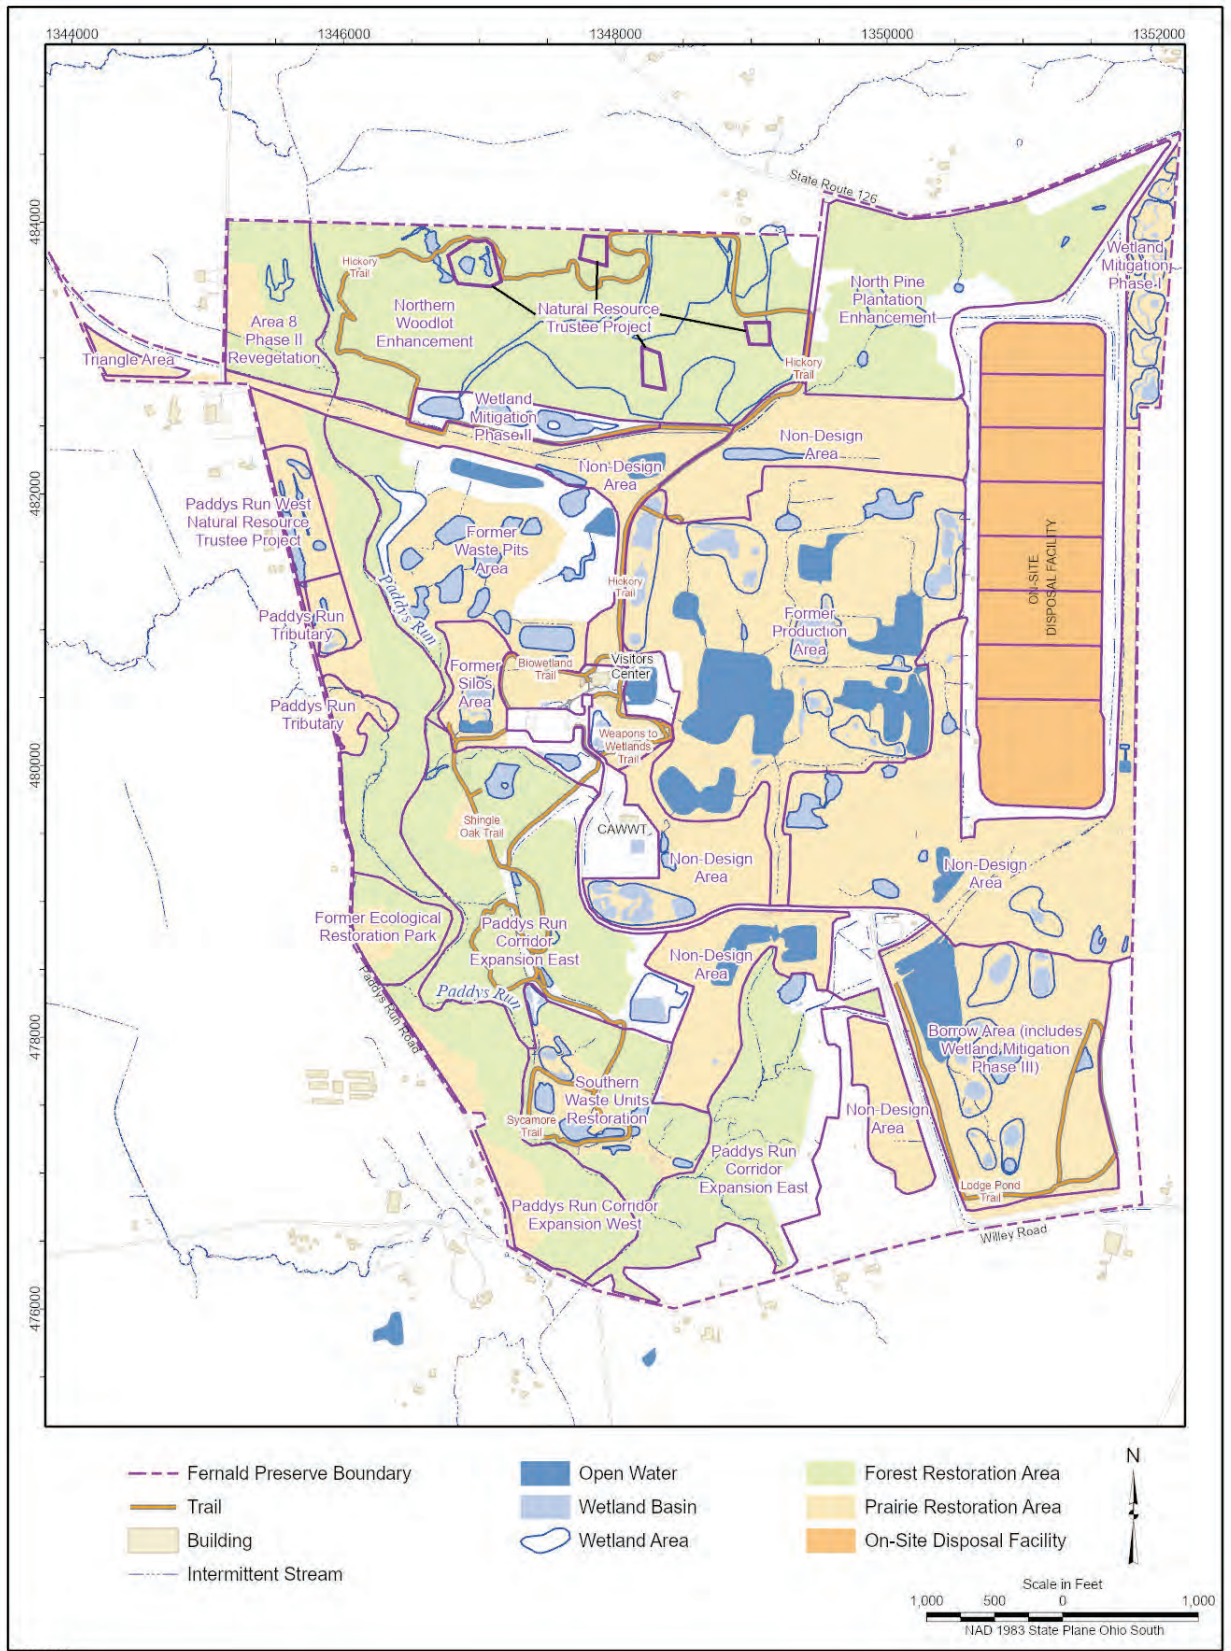 1344000
1346000
1348000
1350000
1352000
484000
482000
480000
478000
476000
State Route 126
Hickory
Trail
Northern
Woodlot
Enhancement
Natural Resource
Trustee Project
North Pine
Plantation
Enhancement
Wetland
Mitigation
Phase I
Area 8
Phase II
Revegetation
Triangle Area
Hickory
Trail
Wetland
Mitigation
Phase II
Non-Design
Area
Non-Design
Area
Paddys Run West
Natural Resource
Trustee Project
Former
Waste Pits
Area
ON-SITE
DISPOSAL FACILITY
Paddys Run
Hickory
Trail
Paddys Run
Tributary
Former
Production
Area
Former
Silos
Area
Biowetland
Trail
Visitors
Center
Paddys Run
Tributary
Weapons to
Wetlands
Trail
Shingle
Oak Trail
CAWWT
Non-Design
Area
Non-Design
Area
Former Ecological
Restoration Park
Paddys Run
Corridor
Expansion East
Non-Design
Area
Paddys Run
Paddys Run Road
Borrow Area (includes
Wetland Mitigation
Phase III)
Southern
Waste Units
Restoration
Sycamore
Trail
Non-Design
Area
Paddys Run
Corridor
Expansion East
Lodge Pond
Trail
Paddys Run Corridor
Expansion West
Willey Road
Fernald Preserve Boundary
Trail
Building
Intermittent Stream
Open Water
Wetland Basin
Wetland Area
Forest Restoration Area
Prairie Restoration Area
On-Site Disposal Facility
N
Scale in Feet
1,000 500 0 1,000
NAD 1983 State Plane Ohio South